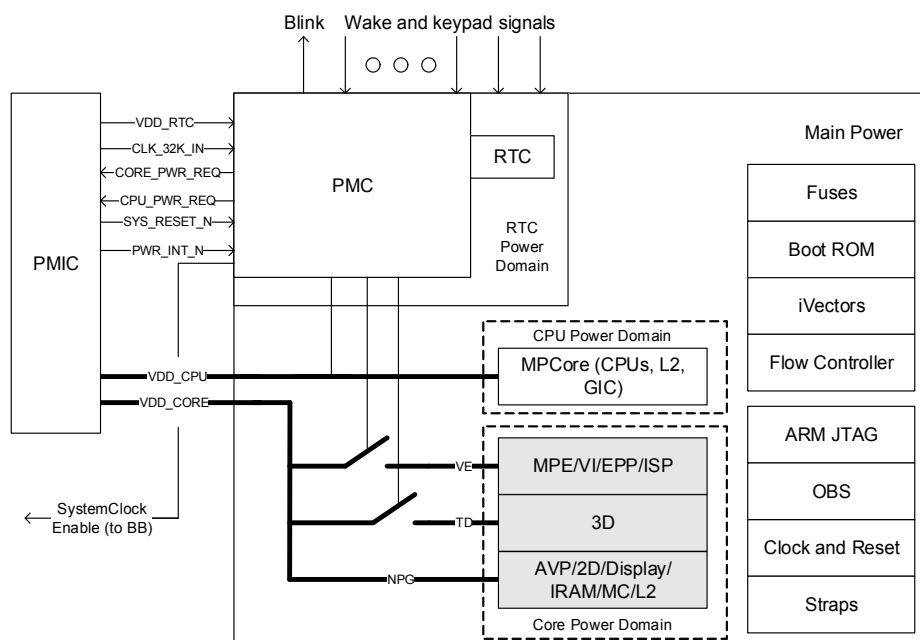 Blink
Wake and keypad signals
VDD_RTC
CLK_32K_IN
CORE_PWR_REQ
CPU_PWR_REQ
SYS_RESET_N
PWR_INT_N
PMIC
PMC
RTC
RTC
Power
Domain
Main Power
Fuses
Boot ROM
iVectors
Flow Controller
CPU Power Domain
MPCore (CPUs, L2,
GIC)
VDD_CPU
VDD_CORE
ARM JTAG
OBS
Clock and Reset
Straps
VE
MPE/VI/EPP/ISP
TD
3D
NPG
AVP/2D/Display/
IRAM/MC/L2
Core Power Domain
SystemClock
Enable (to BB)